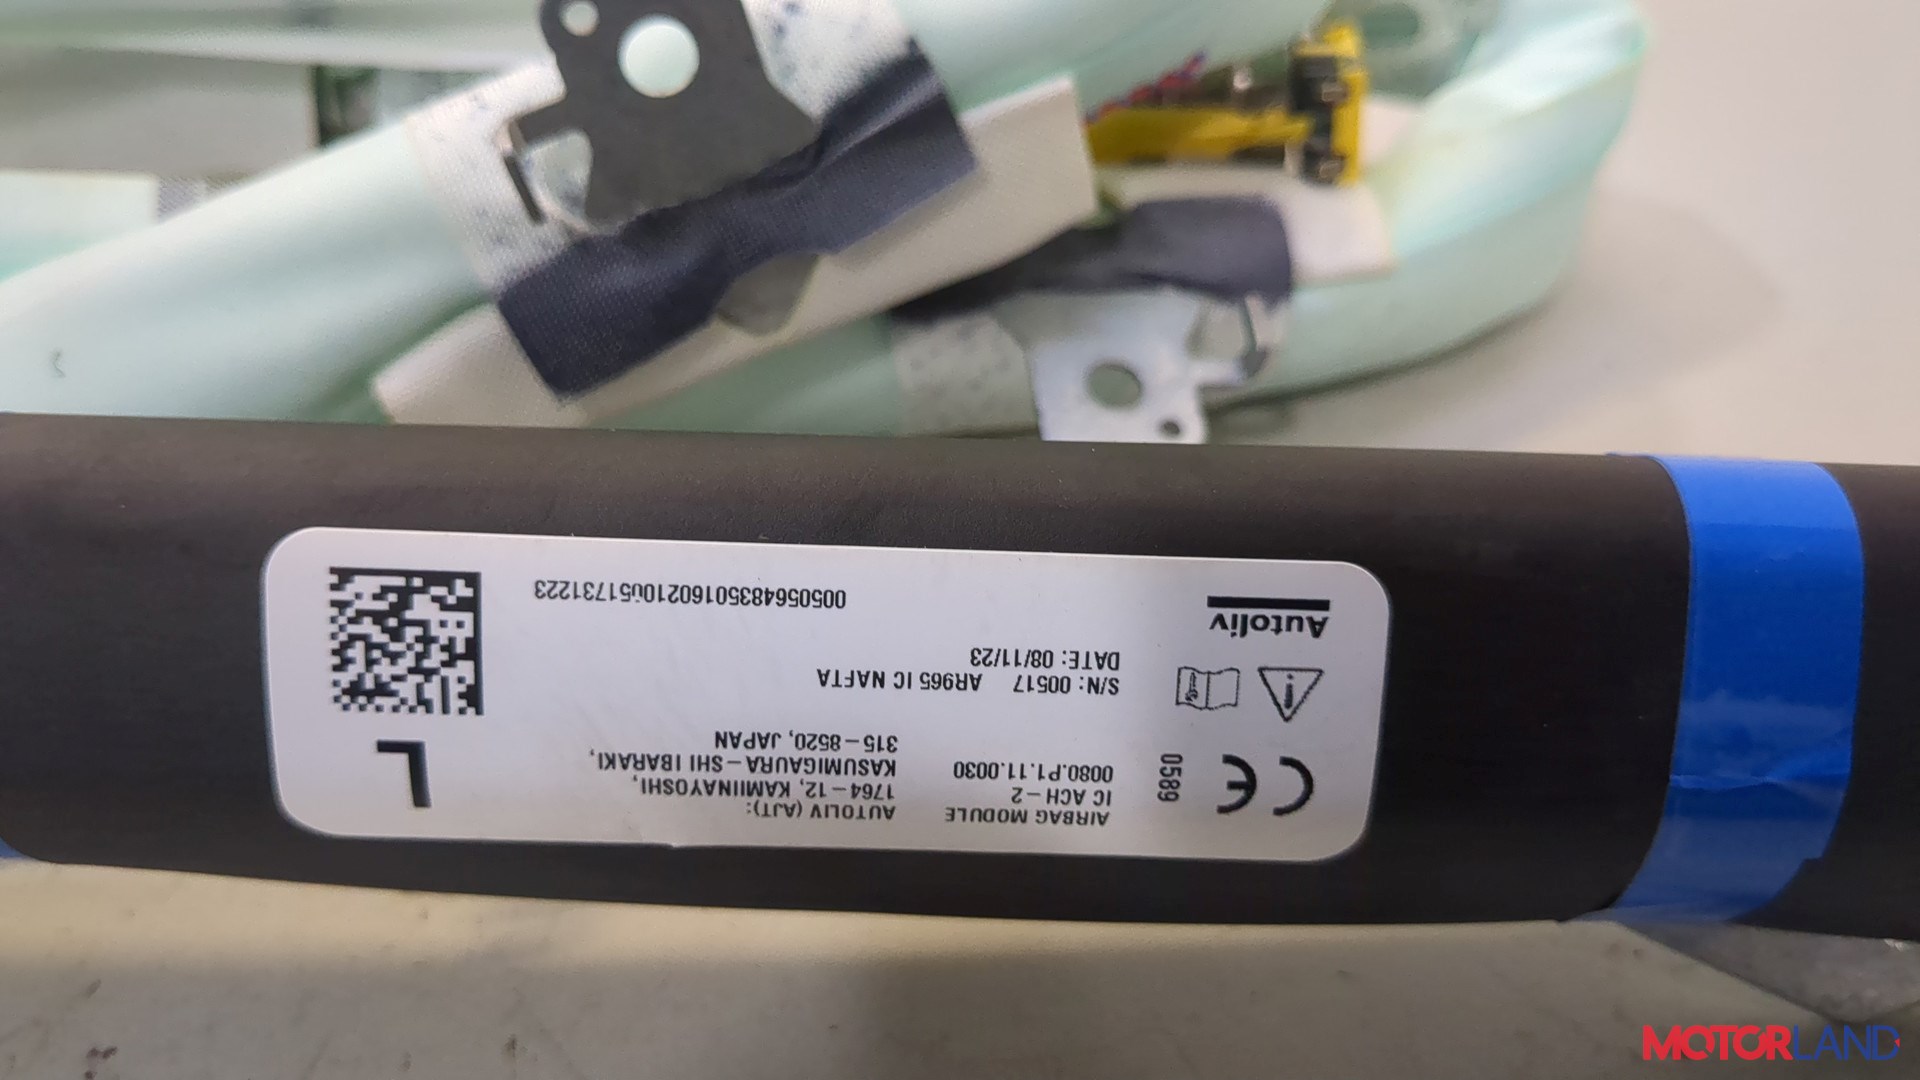 AIRBAG MODULE
IC ACH-2
0080.P1.11.0030
AUTOLIV (AJT):
1764-12, KAMIINAYOSHI,
KASUMIGAURA-SHI IBARAKI,
315-8520, JAPAN
L
CE
0589
S/N: 00517 AR965 IC NAFTA
DATE: 08/11/23
Autoliv
MOTORLAND